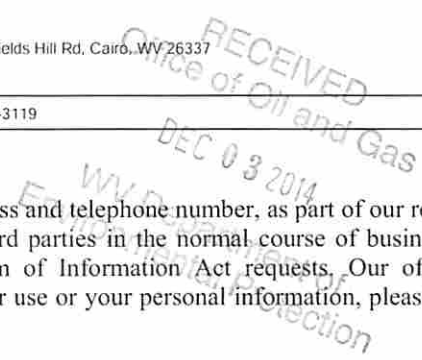 elds Hill Rd, Cairo, WV 26337
-3119
RECEIVED
Office of Oil and Gas
DEC 03 2014
WV Department of
Environmental Protection
ss and telephone number, as part of our r
rd parties in the normal course of busin
m of Information Act requests. Our of
r use or your personal information, pleas